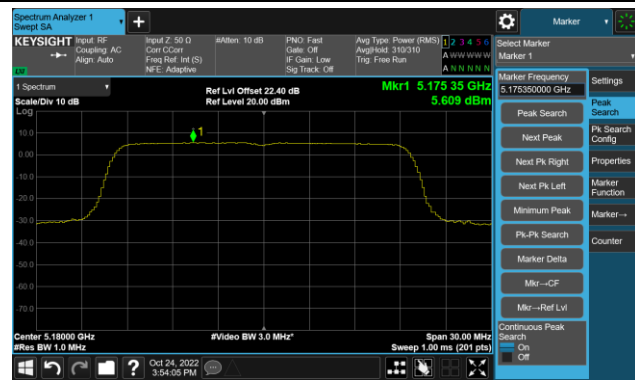 Spectrum Analyzer 1
Swept SA
+
Marker
KEYSIGHT
Input: RF
Coupling: AC
Align: Auto
Input Z: 50 Ω
Corr CCorr
Freq Ref: Int (S)
NFE: Adaptive
#Atten: 10 dB
PNO: Fast
Gate: Off
IF Gain: Low
Sig Track: Off
Avg Type: Power (RMS)
Avg|Hold: 310/310
Trig: Free Run
1 2 3 4 5 6
A W W W W W
A N N N N N
LXI
Select Marker
Marker 1
1 Spectrum
Scale/Div 10 dB
Log
Ref Lvl Offset 22.40 dB
Ref Level 20.00 dBm
Mkr1 5.175 35 GHz
5.609 dBm
10.0
0.00
-10.0
-20.0
-30.0
-40.0
-50.0
-60.0
-70.0
1
Center 5.18000 GHz
#Res BW 1.0 MHz
#Video BW 3.0 MHz*
Span 30.00 MHz
Sweep 1.00 ms (201 pts)
Marker Frequency
5.175350000 GHz
Peak Search
Next Peak
Next Pk Right
Next Pk Left
Minimum Peak
Pk-Pk Search
Marker Delta
Mkr→CF
Mkr→Ref Lvl
Continuous Peak
Search
On
Off
Settings
Peak
Search
Pk Search
Config
Properties
Marker
Function
Marker→
Counter
?
Oct 24, 2022
3:54:05 PM